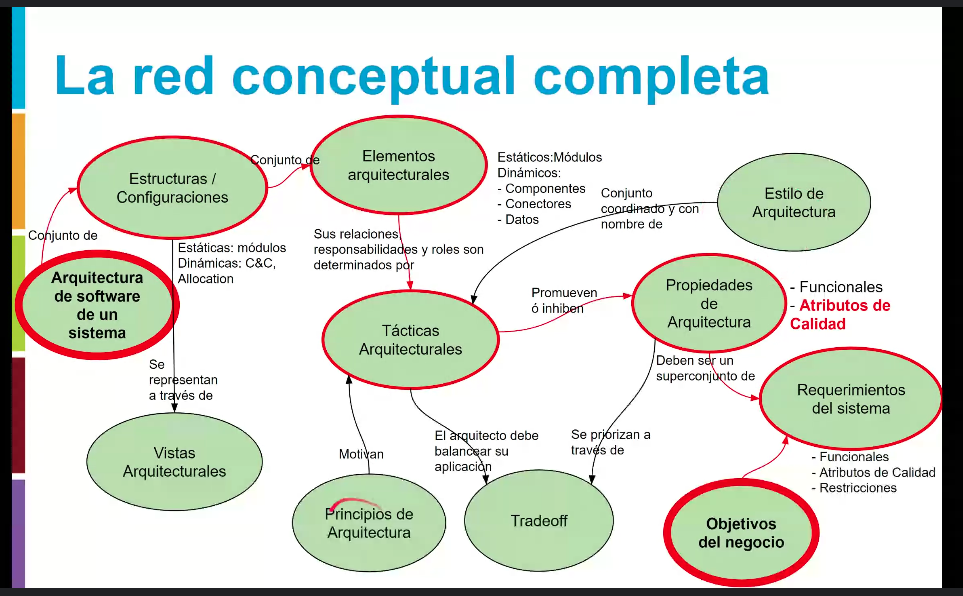 La red conceptual completa
Estructuras /
Configuraciones
Conjunto de
Elementos
arquitecturales
Estáticos:Módulos
Dinámicos:
- Componentes
- Conectores
- Datos
Conjunto
coordinado y con
nombre de
Estilo de
Arquitectura
Conjunto de
Arquitectura
de software
de un
sistema
Estáticas: módulos
Dinámicas: C&C,
Allocation
Sus relaciones,
responsabilidades y roles son
determinados por
Tácticas
Arquitecturales
Promueven
ó inhiben
Propiedades
de
Arquitectura
- Funcionales
- Atributos de
Calidad
Se
representan
a través de
Deben ser un
superconjunto de
Requerimientos
del sistema
- Funcionales
- Atributos de Calidad
- Restricciones
Vistas
Arquitecturales
Motivan
El arquitecto debe
balancear su
aplicación
Se priorizan a
través de
Principios de
Arquitectura
Tradeoff
Objetivos
del negocio